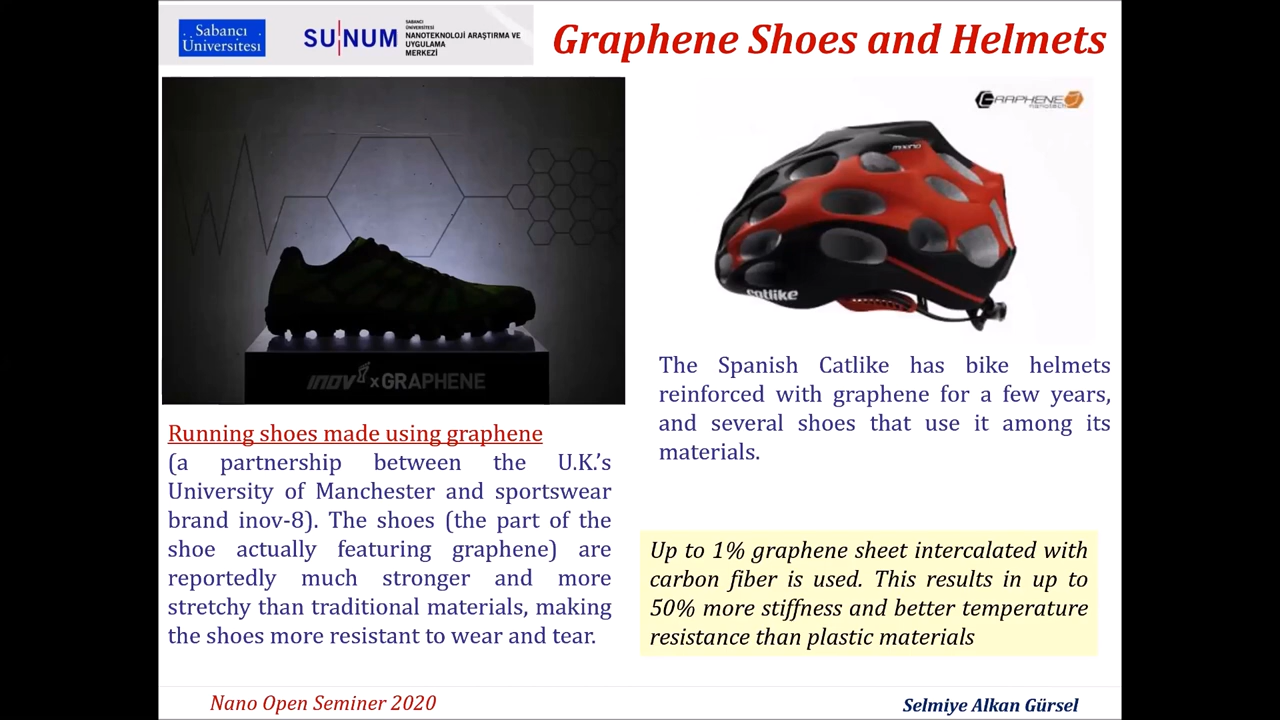 Sabancı
Üniversitesi
SU NUM
SABANCI
ÜNİVERSİTESİ
NANOTEKNOLOJİ ARAŞTIRMA VE
UYGULAMA
MERKEZİ
Graphene Shoes and Helmets
inov8 x GRAPHENE
Running shoes made using graphene
(a partnership between the U.K.’s
University of Manchester and sportswear
brand inov-8). The shoes (the part of the
shoe actually featuring graphene) are
reportedly much stronger and more
stretchy than traditional materials, making
the shoes more resistant to wear and tear.
GRAPHENE
nanotech
mixino
catlike
The Spanish Catlike has bike helmets
reinforced with graphene for a few years,
and several shoes that use it among its
materials.
Up to 1% graphene sheet intercalated with
carbon fiber is used. This results in up to
50% more stiffness and better temperature
resistance than plastic materials
Nano Open Seminer 2020
Selmiye Alkan Gürsel